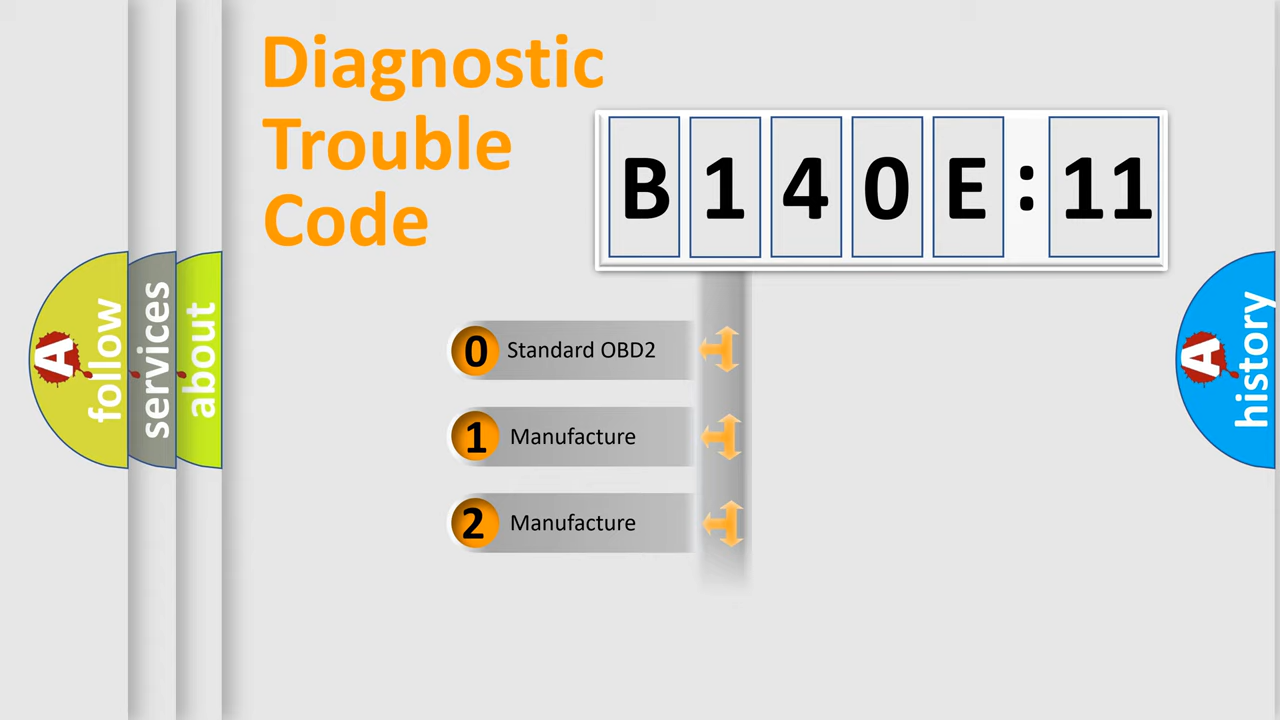 Diagnostic
Trouble
Code
B 1 4 0 E : 11
0 Standard OBD2
1 Manufacture
2 Manufacture
A follow
services
about
A history